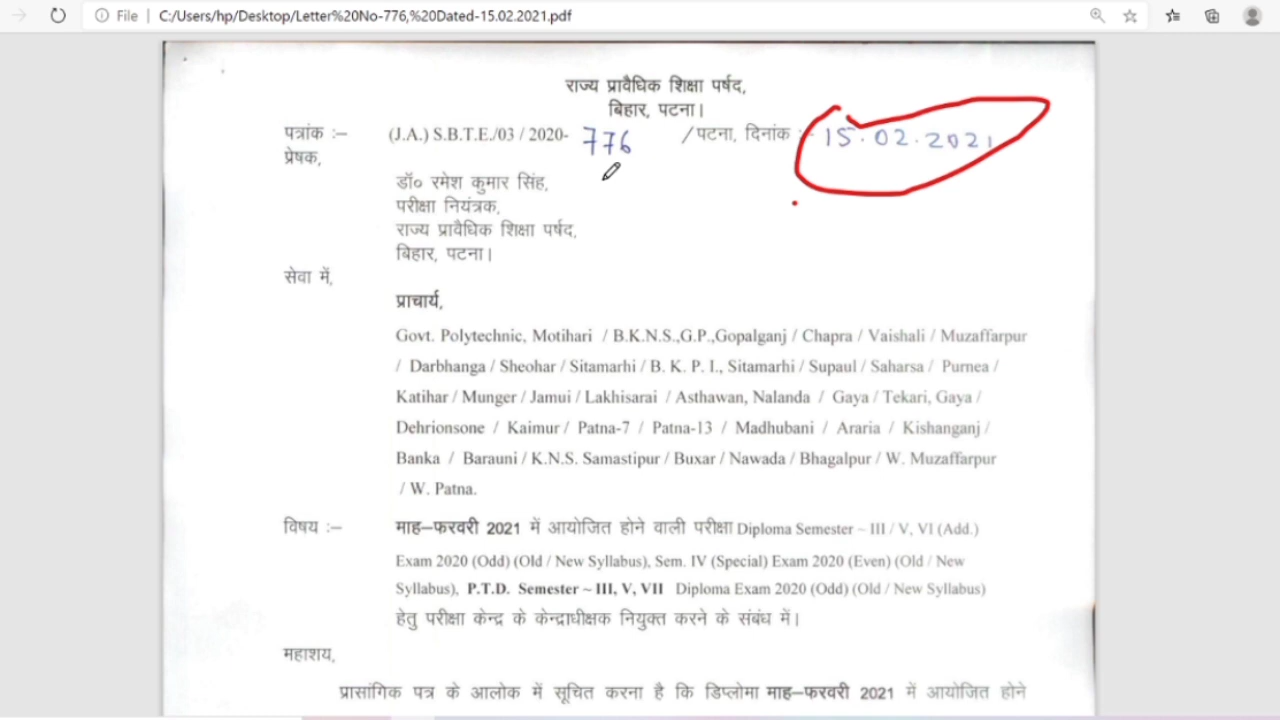 File | C:/Users/hp/Desktop/Letter%20No-776,%20Dated-15.02.2021.pdf
राज्य प्रावैधिक शिक्षा पर्षद,
बिहार, पटना।
पत्रांक :– (J.A.) S.B.T.E./03 / 2020- 776 / पटना, दिनांक :- 15.02.2021
प्रेषक,
डॉ० रमेश कुमार सिंह,
परीक्षा नियंत्रक,
राज्य प्रावैधिक शिक्षा पर्षद,
बिहार, पटना।
सेवा में,
प्राचार्य,
Govt. Polytechnic, Motihari / B.K.N.S.,G.P.,Gopalganj / Chapra / Vaishali / Muzaffarpur
/ Darbhanga / Sheohar / Sitamarhi / B. K. P. I., Sitamarhi / Supaul / Saharsa / Purnea /
Katihar / Munger / Jamui / Lakhisarai / Asthawan, Nalanda / Gaya / Tekari, Gaya /
Dehrionsone / Kaimur / Patna-7 / Patna-13 / Madhubani / Araria / Kishanganj /
Banka / Barauni / K.N.S. Samastipur / Buxar / Nawada / Bhagalpur / W. Muzaffarpur
/ W. Patna.
विषय :– माह–फरवरी 2021 में आयोजित होने वाली परीक्षा Diploma Semester ~ III / V, VI (Add.)
Exam 2020 (Odd) (Old / New Syllabus), Sem. IV (Special) Exam 2020 (Even) (Old / New
Syllabus), P.T.D. Semester ~ III, V, VII Diploma Exam 2020 (Odd) (Old / New Syllabus)
हेतु परीक्षा केन्द्र के केन्द्राधीक्षक नियुक्त करने के संबंध में।
महाशय,
प्रासांगिक पत्र के आलोक में सूचित करना है कि डिप्लोमा माह–फरवरी 2021 में आयोजित होने